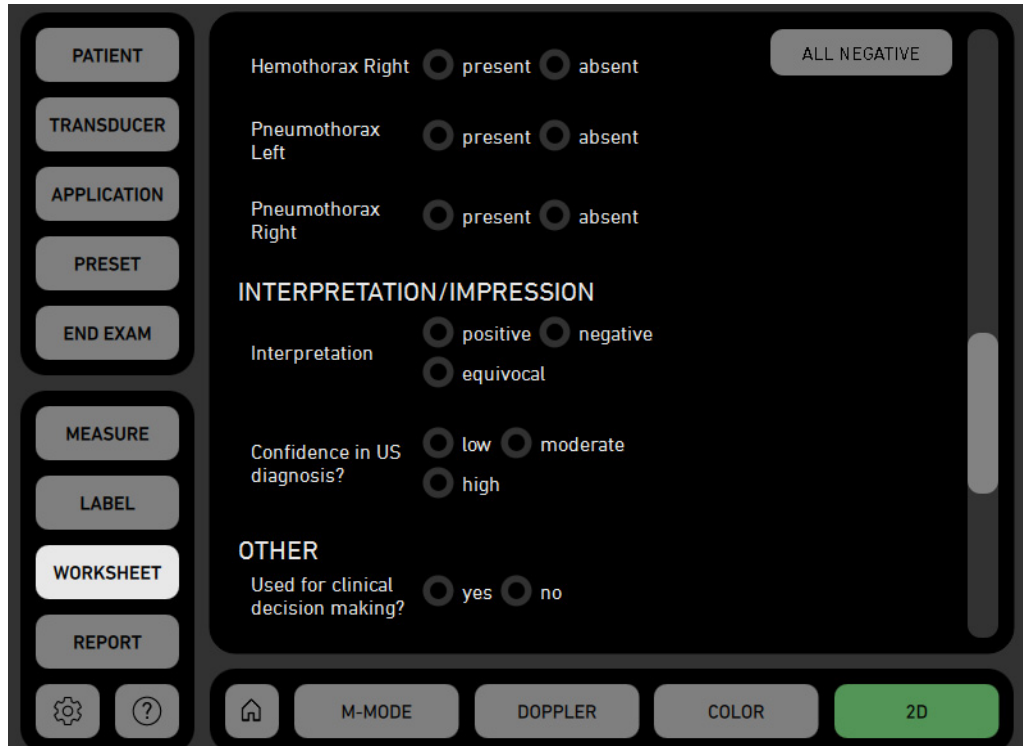 PATIENT
TRANSDUCER
APPLICATION
PRESET
END EXAM
MEASURE
LABEL
WORKSHEET
REPORT
?
ALL NEGATIVE
Hemothorax Right present absent
Pneumothorax
Left
present absent
Pneumothorax
Right
present absent
INTERPRETATION/IMPRESSION
Interpretation
positive negative
equivocal
Confidence in US
diagnosis?
low moderate
high
OTHER
Used for clinical
decision making?
yes no
M-MODE DOPPLER COLOR 2D